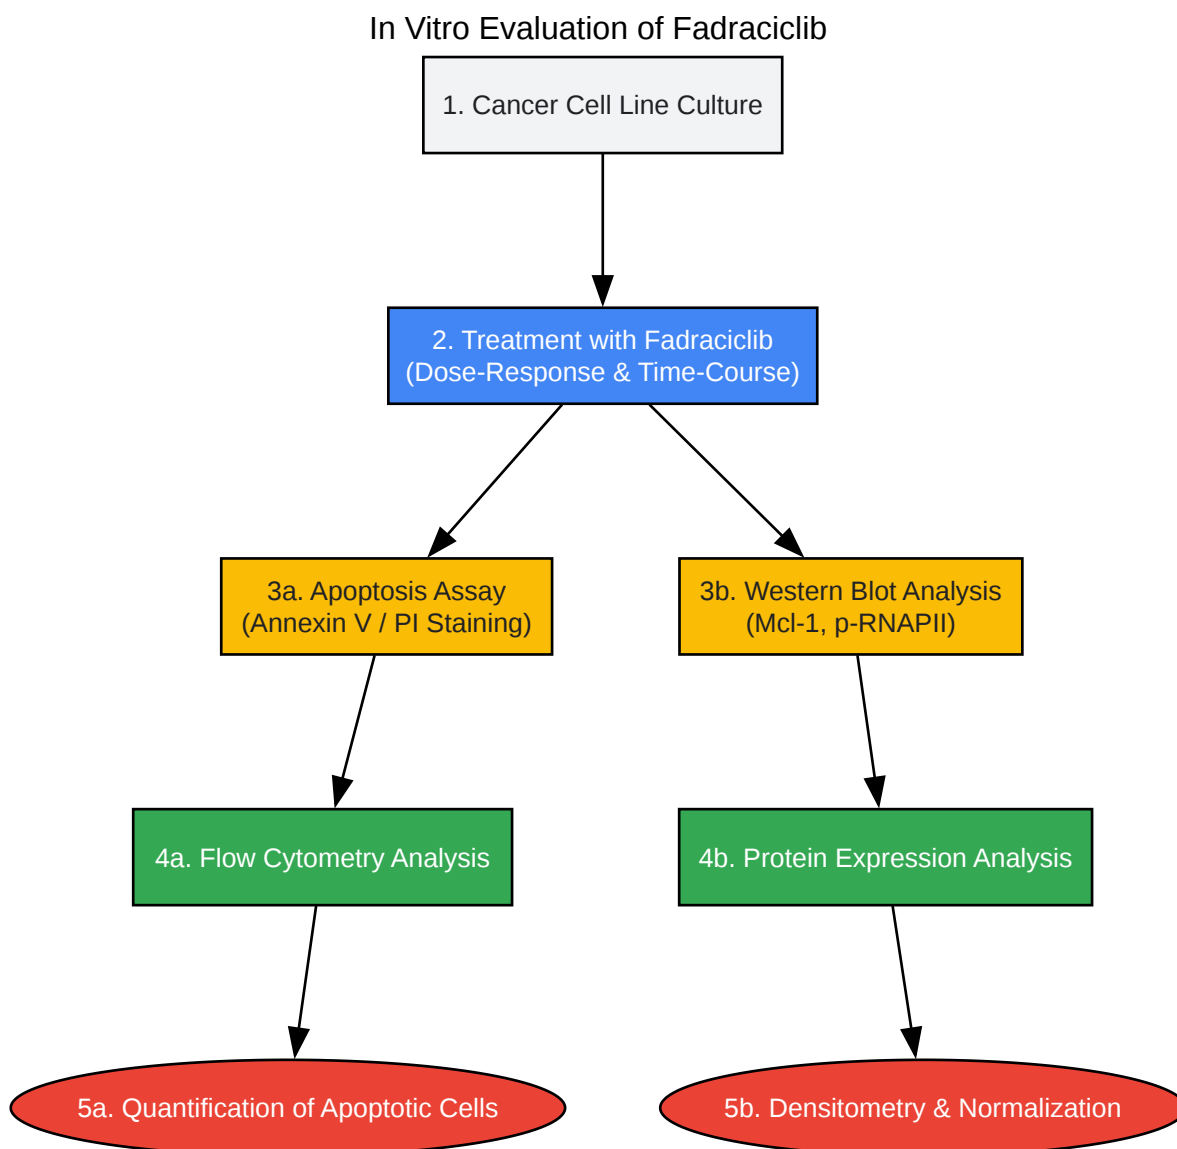 In Vitro Evaluation of Fadraciclib
1. Cancer Cell Line Culture
2. Treatment with Fadraciclib
(Dose-Response & Time-Course)
3a. Apoptosis Assay
(Annexin V / PI Staining)
3b. Western Blot Analysis
(Mcl-1, p-RNAPII)
4a. Flow Cytometry Analysis
4b. Protein Expression Analysis
5a. Quantification of Apoptotic Cells
5b. Densitometry & Normalization